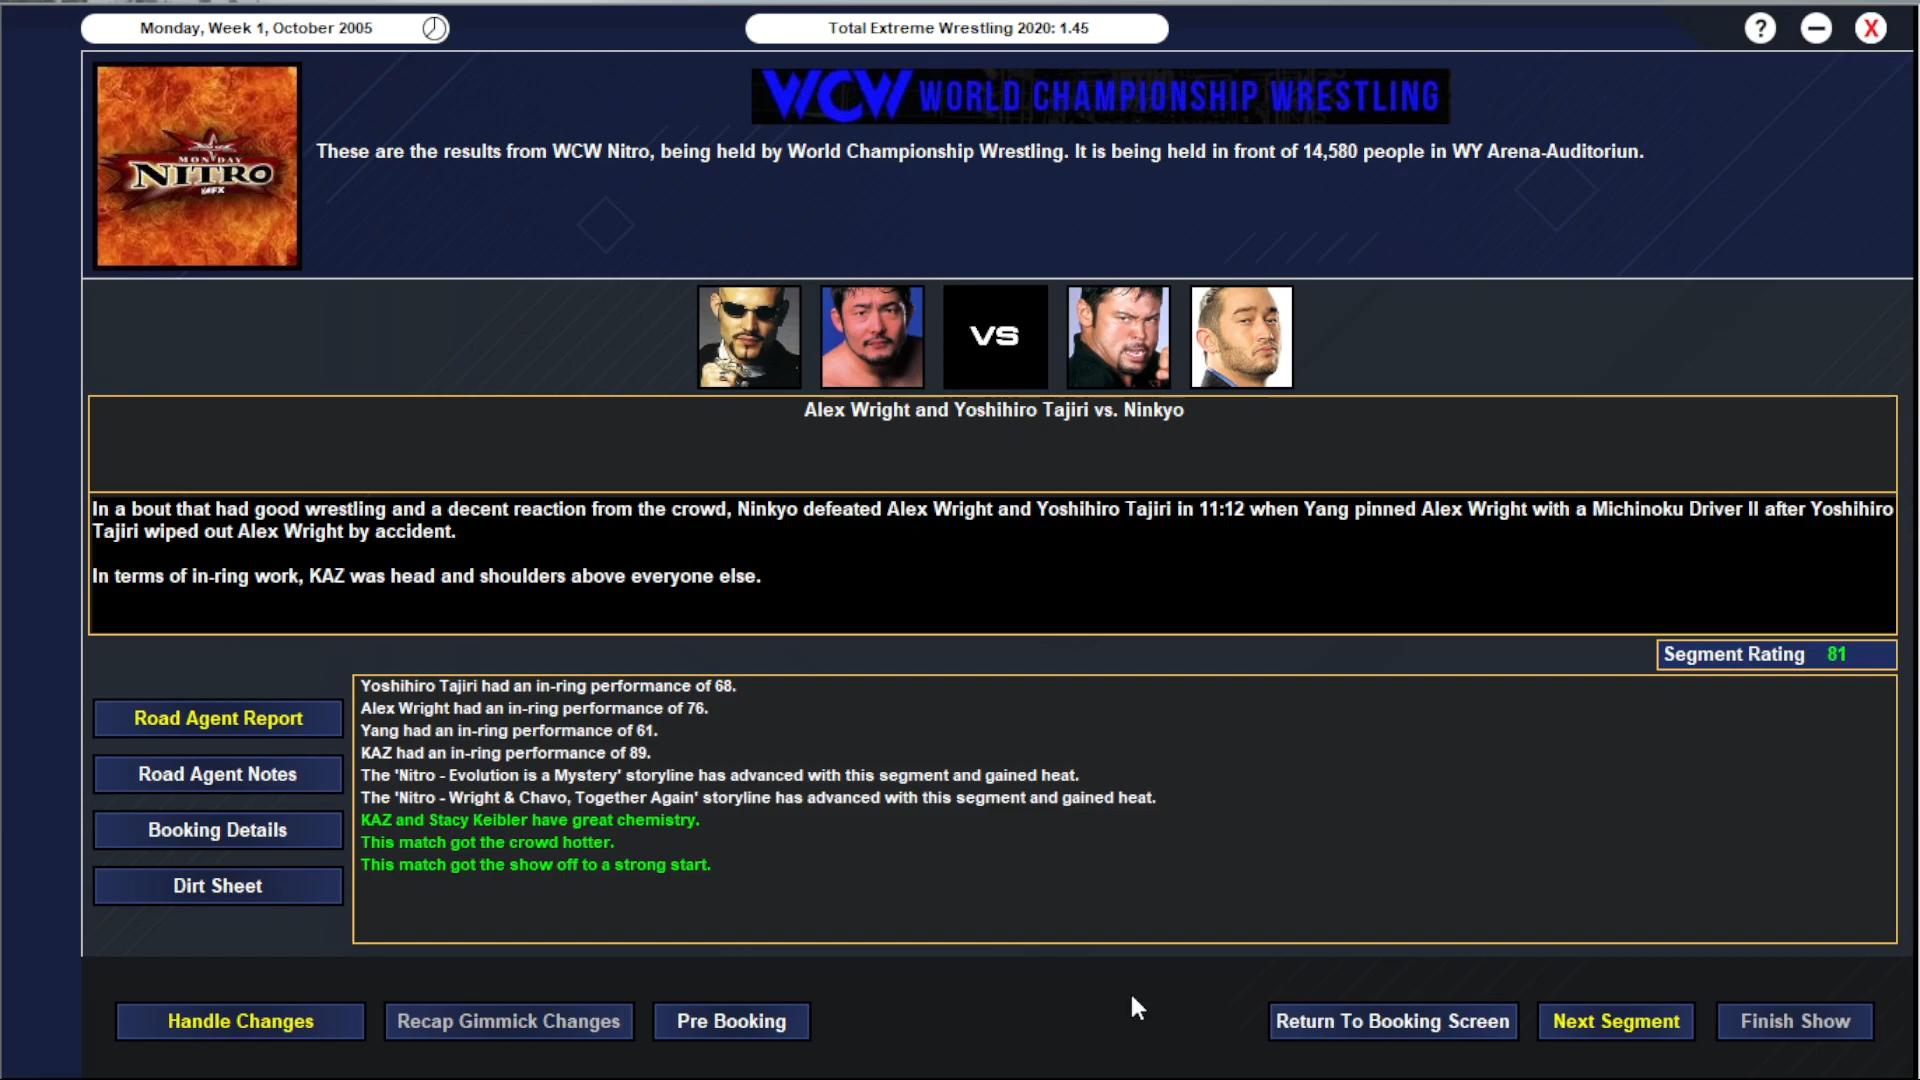 Monday, Week 1, October 2005
Total Extreme Wrestling 2020: 1.45
?
X
WCW WORLD CHAMPIONSHIP WRESTLING
MONDAY
NITRO
These are the results from WCW Nitro, being held by World Championship Wrestling. It is being held in front of 14,580 people in WY Arena-Auditoriun.
VS
Alex Wright and Yoshihiro Tajiri vs. Ninkyo
In a bout that had good wrestling and a decent reaction from the crowd, Ninkyo defeated Alex Wright and Yoshihiro Tajiri in 11:12 when Yang pinned Alex Wright with a Michinoku Driver II after Yoshihiro
Tajiri wiped out Alex Wright by accident.
In terms of in-ring work, KAZ was head and shoulders above everyone else.
Segment Rating 81
Road Agent Report
Road Agent Notes
Booking Details
Dirt Sheet
Yoshihiro Tajiri had an in-ring performance of 68.
Alex Wright had an in-ring performance of 76.
Yang had an in-ring performance of 61.
KAZ had an in-ring performance of 89.
The 'Nitro - Evolution is a Mystery' storyline has advanced with this segment and gained heat.
The 'Nitro - Wright & Chavo, Together Again' storyline has advanced with this segment and gained heat.
KAZ and Stacy Keibler have great chemistry.
This match got the crowd hotter.
This match got the show off to a strong start.
Handle Changes
Recap Gimmick Changes
Pre Booking
Return To Booking Screen
Next Segment
Finish Show